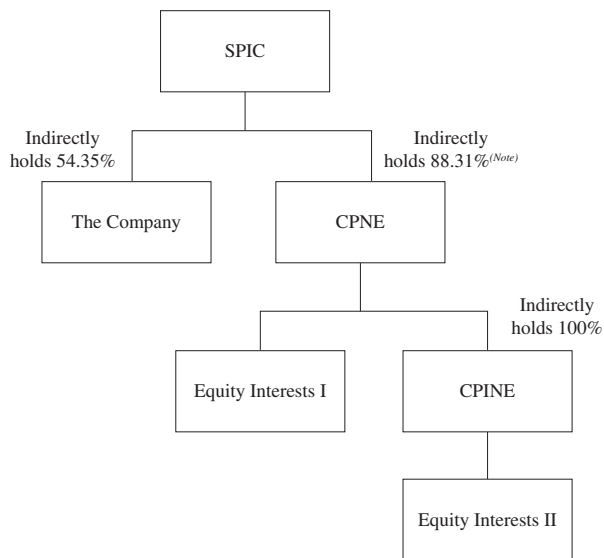 SPIC
Indirectly
holds 54.35%
Indirectly
holds 88.31%(Note)
The Company
CPNE
Indirectly
holds 100%
Equity Interests I
CPINE
Equity Interests II